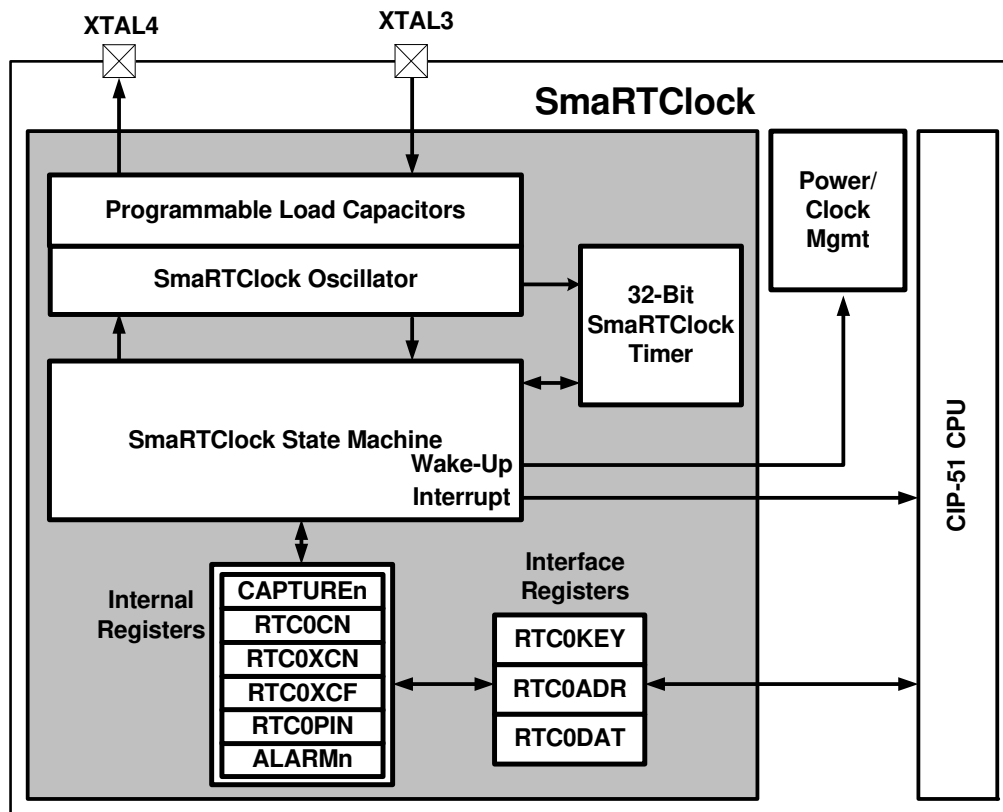 XTAL4
XTAL3
SmaRTClock
Programmable Load Capacitors
SmaRTClock Oscillator
32-Bit
SmaRTClock
Timer
Power/
Clock
Mgmt
SmaRTClock State Machine
Wake-Up
Interrupt
CIP-51 CPU
Internal
Registers
CAPTUREn
RTC0CN
RTC0XCN
RTC0XCF
RTC0PIN
ALARMn
Interface
Registers
RTC0KEY
RTC0ADR
RTC0DAT